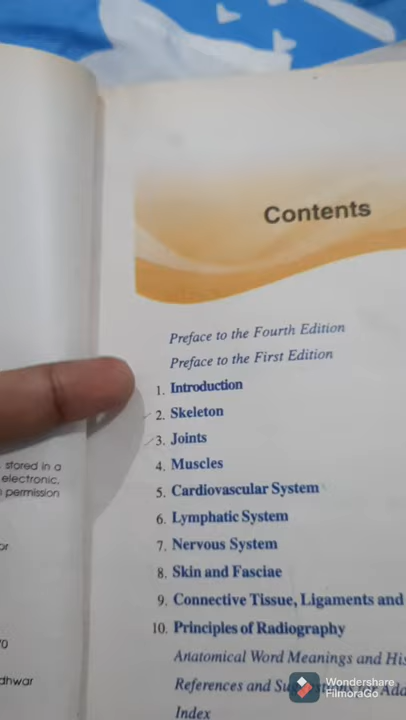 Contents
Preface to the Fourth Edition
Preface to the First Edition
1. Introduction
2. Skeleton
3. Joints
4. Muscles
5. Cardiovascular System
6. Lymphatic System
7. Nervous System
8. Skin and Fasciae
9. Connective Tissue, Ligaments and
10. Principles of Radiography
Anatomical Word Meanings and His
References and
Index
stored in a
electronic,
permission
or
70
dhwar
Wondershare
FilmoraGo